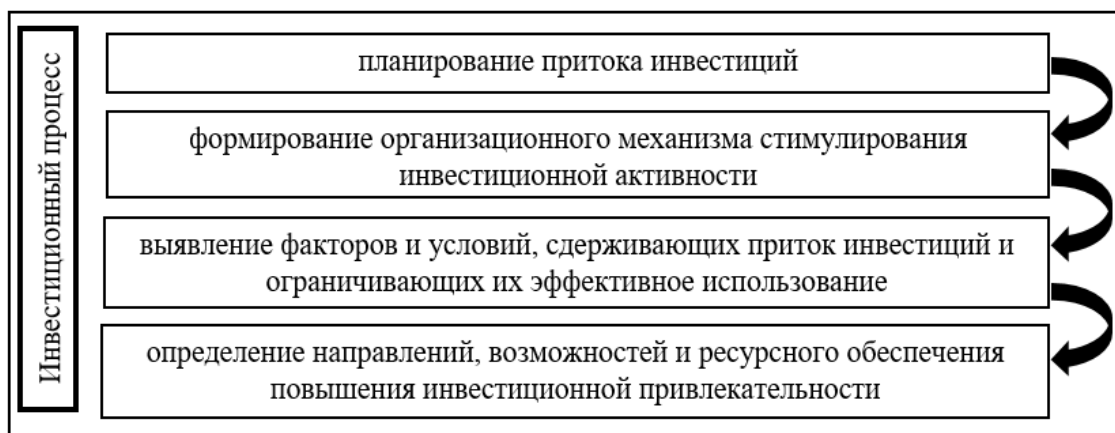 Инвестиционный процесс
планирование притока инвестиций
формирование организационного механизма стимулирования
инвестиционной активности
выявление факторов и условий, сдерживающих приток инвестиций и
ограничивающих их эффективное использование
определение направлений, возможностей и ресурсного обеспечения
повышения инвестиционной привлекательности